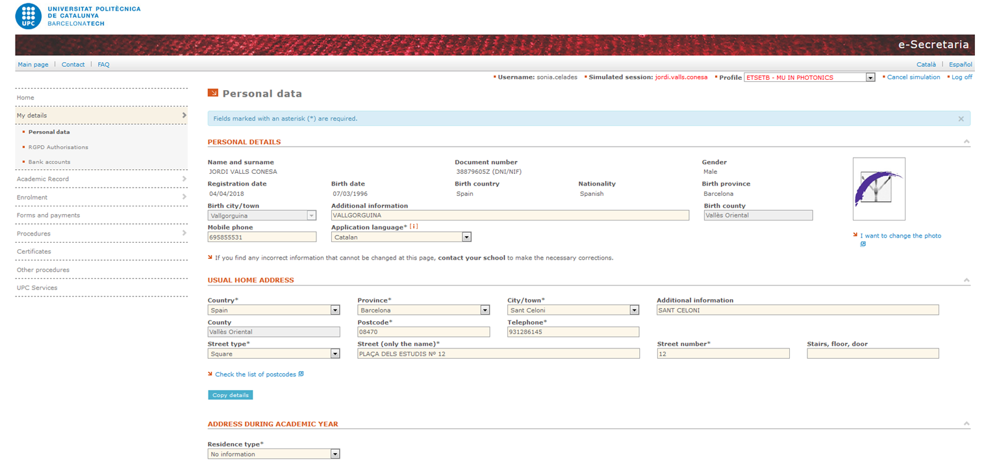 UNIVERSITAT POLITÈCNICA
DE CATALUNYA
BARCELONATECH
UPC
e-Secretaria
Main page | Contact | FAQ
Català | Español
Username: sonia.celades Simulated session: jordi.valls.conesa Profile ETSETB - MU IN PHOTONICS Cancel simulation Log off
Home
My details
Personal data
RGPD Authorisations
Bank accounts
Academic Record
Enrolment
Forms and payments
Procedures
Certificates
Other procedures
UPC Services
Personal data
Fields marked with an asterisk (*) are required.
PERSONAL DETAILS
Name and surname Document number Gender
JORDI VALLS CONESA 38879605Z (DNI/NIF) Male
Registration date Birth date Birth country Nationality Birth province
04/04/2018 07/03/1996 Spain Spanish Barcelona
Birth city/town Additional information Birth county
Vallgorguina VALLGORGUINA Vallès Oriental
Mobile phone Application language* [i]
695855531 Catalan
I want to change the photo
If you find any incorrect information that cannot be changed at this page, contact your school to make the necessary corrections.
USUAL HOME ADDRESS
Country* Province* City/town* Additional information
Spain Barcelona Sant Celoni SANT CELONI
County Postcode* Telephone*
Vallès Oriental 08470 931286145
Street type* Street (only the name)* Street number* Stairs, floor, door
Square PLAÇA DELS ESTUDIS Nº 12 12
Check the list of postcodes
Copy details
ADDRESS DURING ACADEMIC YEAR
Residence type*
No information